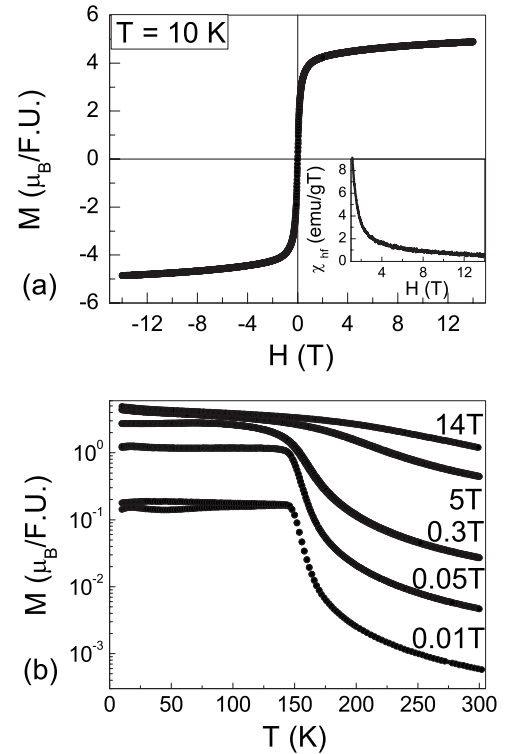 T = 10 K
6
4
2
0
-2
-4
-6
M (μB/F.U.)
(a)
-12 -8 -4 0 4 8 12
H (T)
8
6
4
2
0
χ hf (emu/gT)
4 8 12
H (T)
14T
5T
0.3T
0.05T
0.01T
10^0
10^-1
10^-2
10^-3
M (μB/F.U.)
(b)
0 50 100 150 200 250 300
T (K)